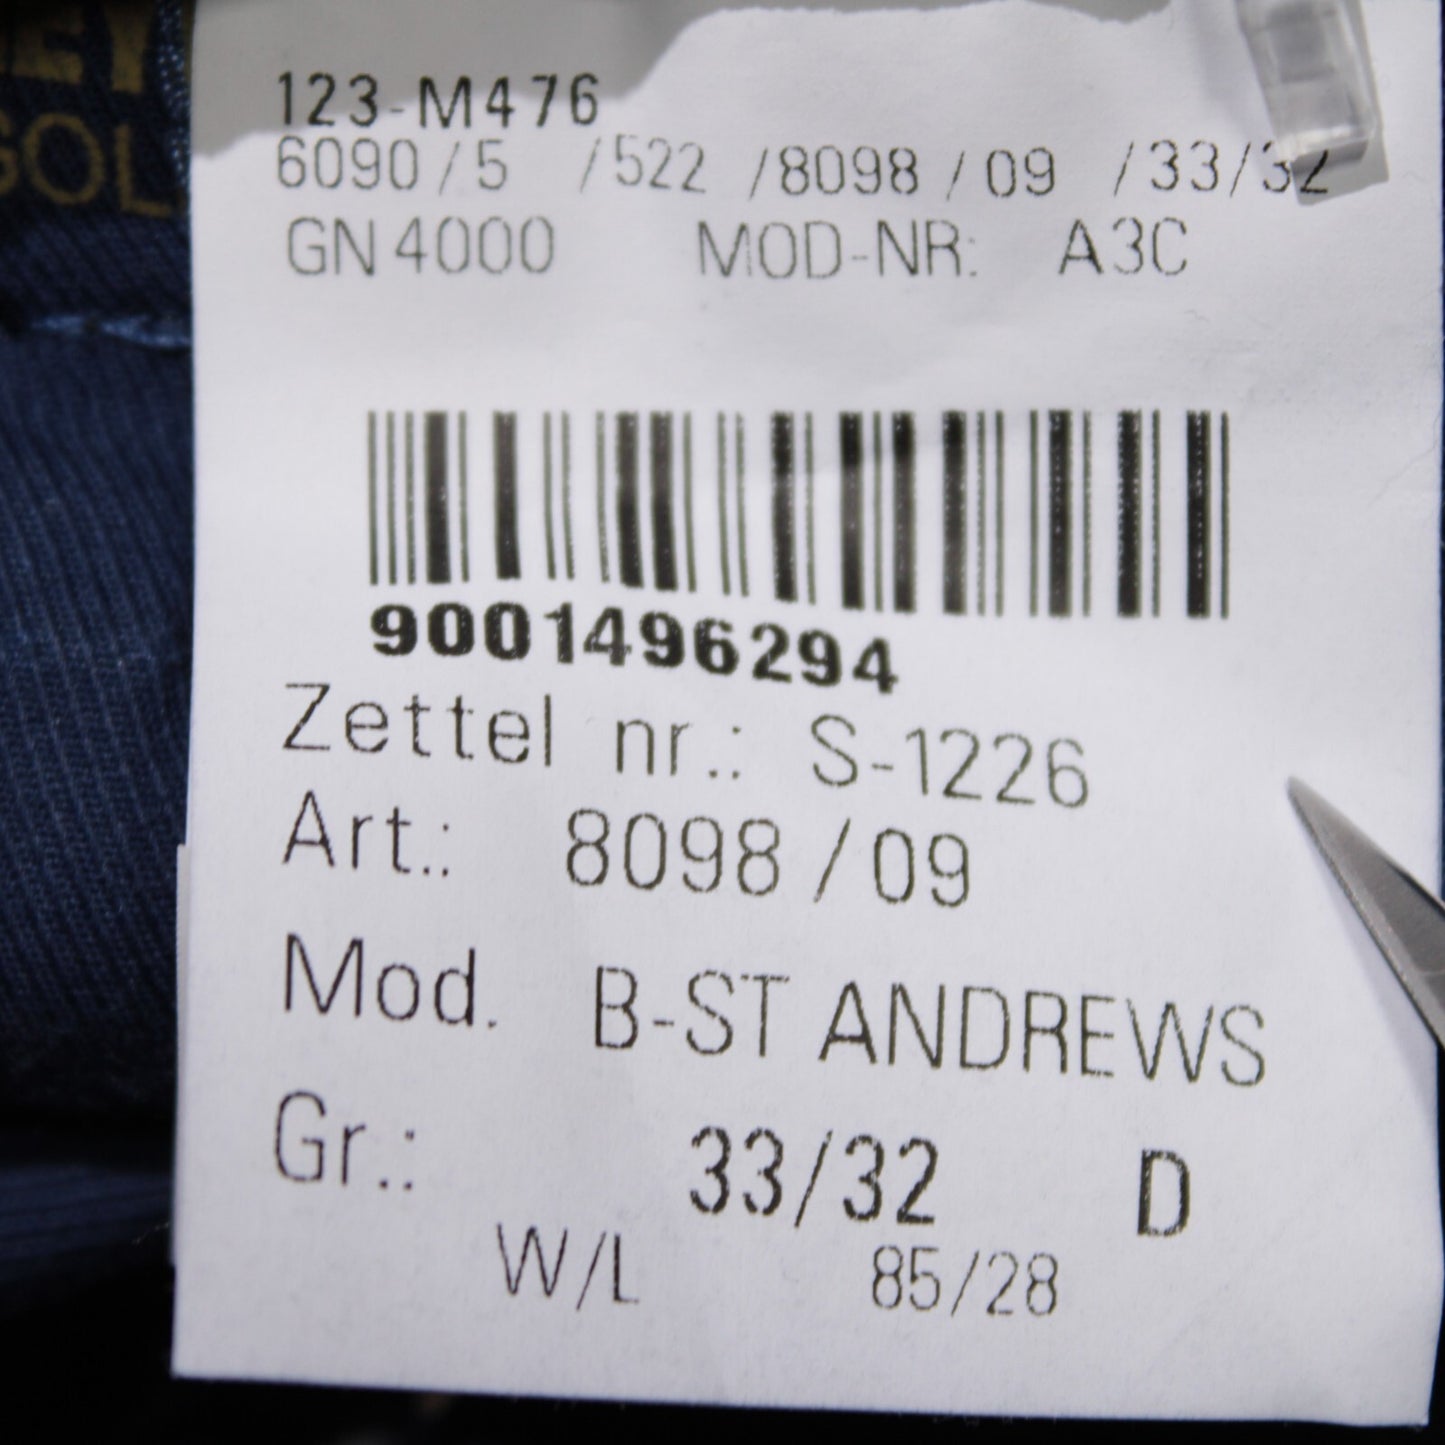 GOL
123-M476
6090/5 /522 /8098/09 /33/32
GN 4000 MOD-NR: A3C
9001496294
Zettel nr.: S-1226
Art.: 8098/09
Mod. B-ST ANDREWS
Gr.: 33/32 D
W/L 85/28